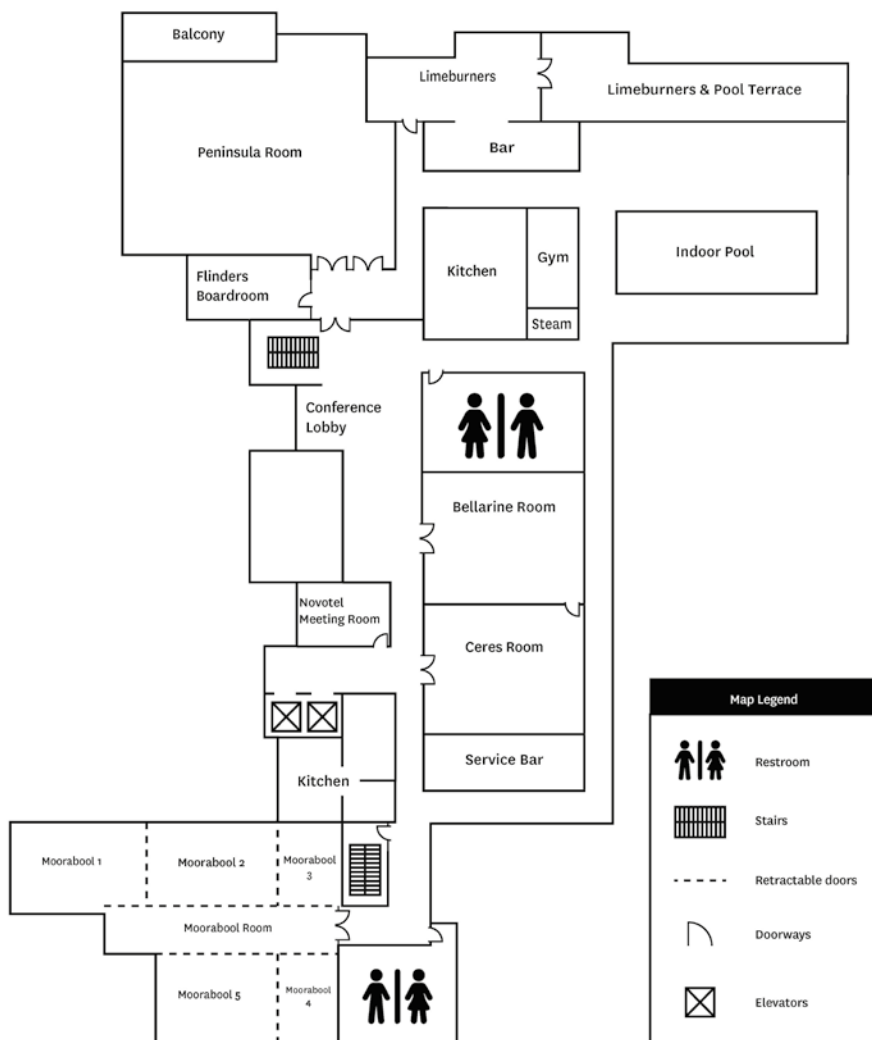 Balcony
Limeburners
Limeburners & Pool Terrace
Bar
Peninsula Room
Kitchen
Gym
Indoor Pool
Flinders
Boardroom
Steam
Conference
Lobby
Bellarine Room
Novotel
Meeting Room
Ceres Room
Service Bar
Kitchen
Moorabool 1
Moorabool 2
Moorabool
3
Moorabool Room
Moorabool 5
Moorabool
4
Map Legend
Restroom
Stairs
Retractable doors
Doorways
Elevators